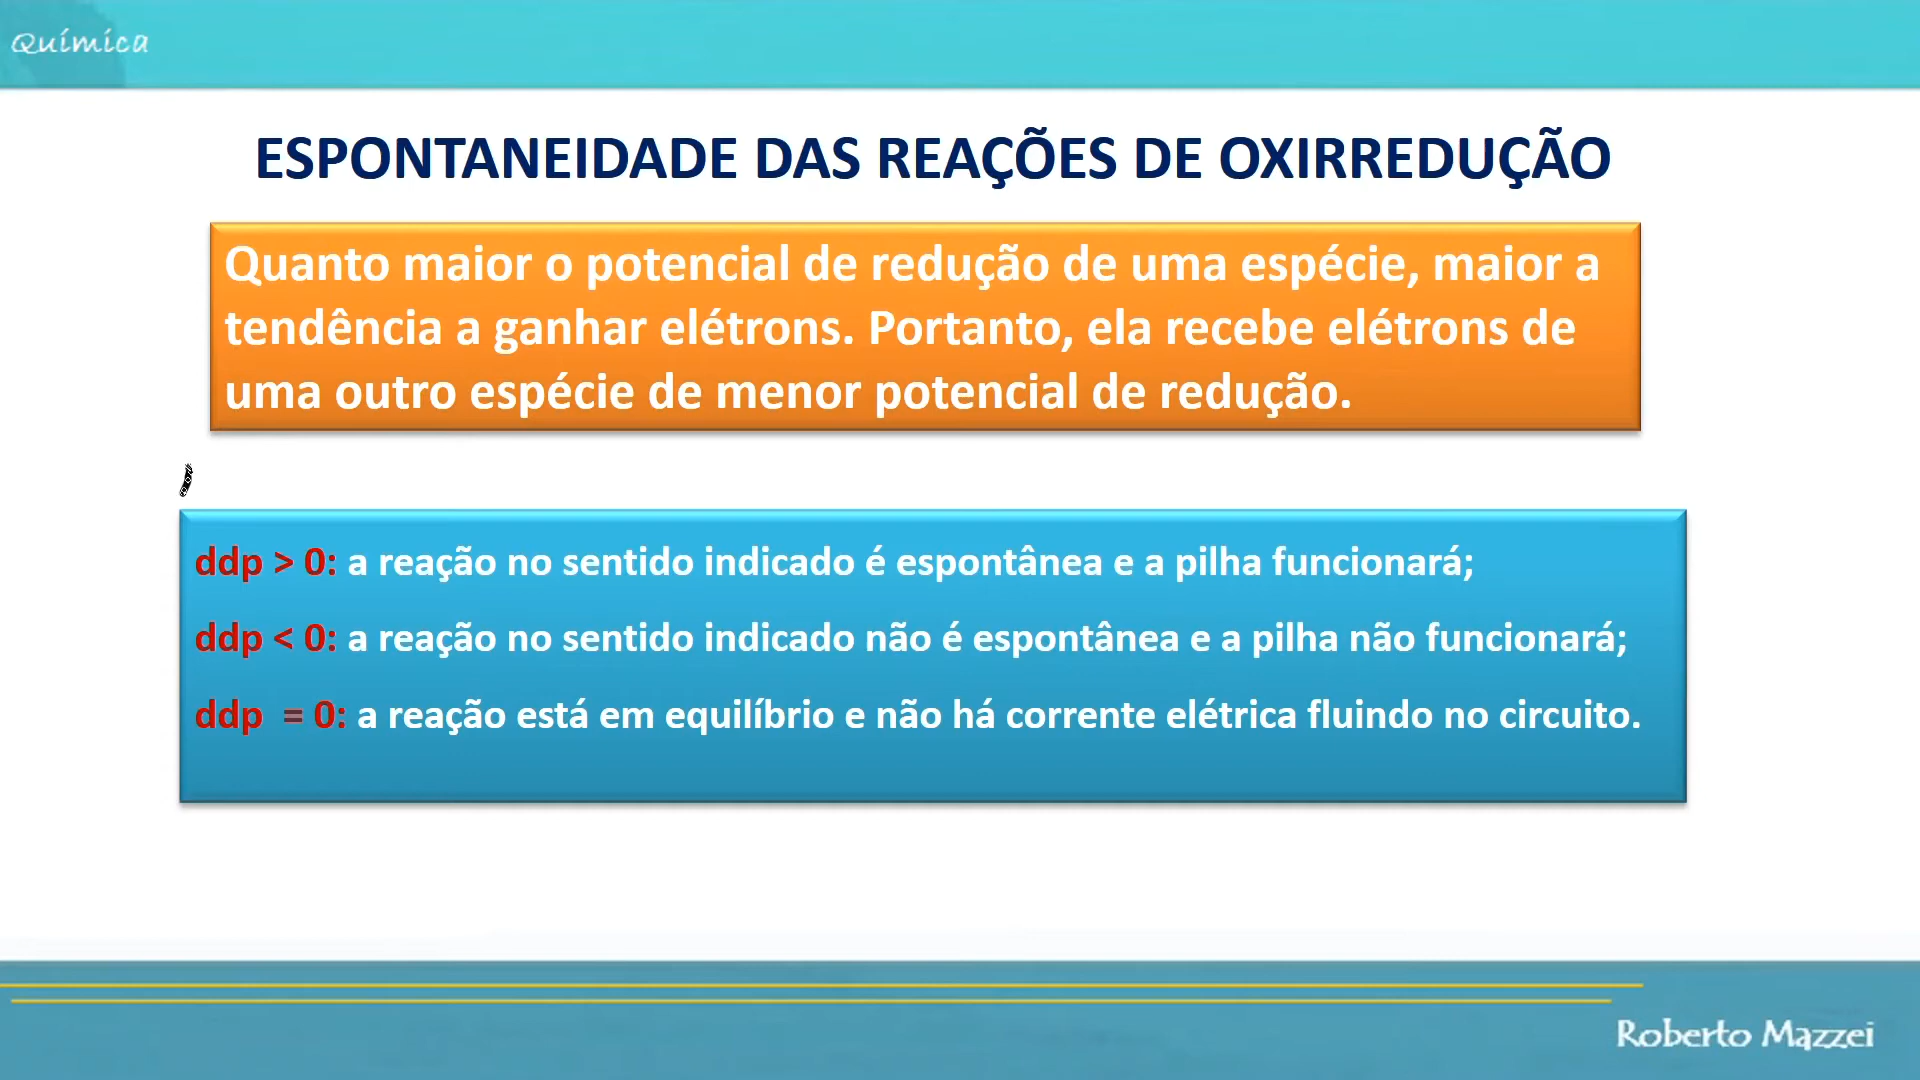 Química
ESPONTANEIDADE DAS REAÇÕES DE OXIRREDUÇÃO
Quanto maior o potencial de redução de uma espécie, maior a
tendência a ganhar elétrons. Portanto, ela recebe elétrons de
uma outro espécie de menor potencial de redução.
ddp > 0: a reação no sentido indicado é espontânea e a pilha funcionará;
ddp < 0: a reação no sentido indicado não é espontânea e a pilha não funcionará;
ddp = 0: a reação está em equilíbrio e não há corrente elétrica fluindo no circuito.
Roberto Mazzei